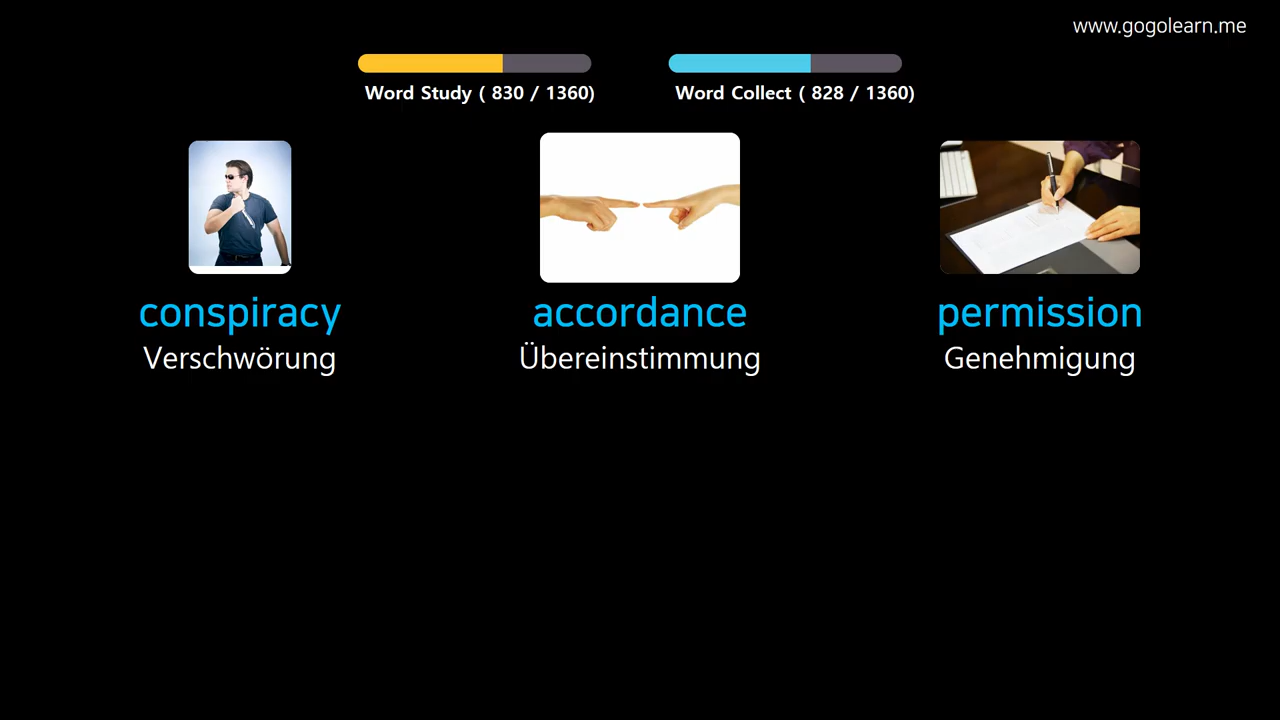 www.gogolearn.me
Word Study ( 830 / 1360)
Word Collect ( 828 / 1360)
conspiracy
accordance
permission
Verschwörung
Übereinstimmung
Genehmigung